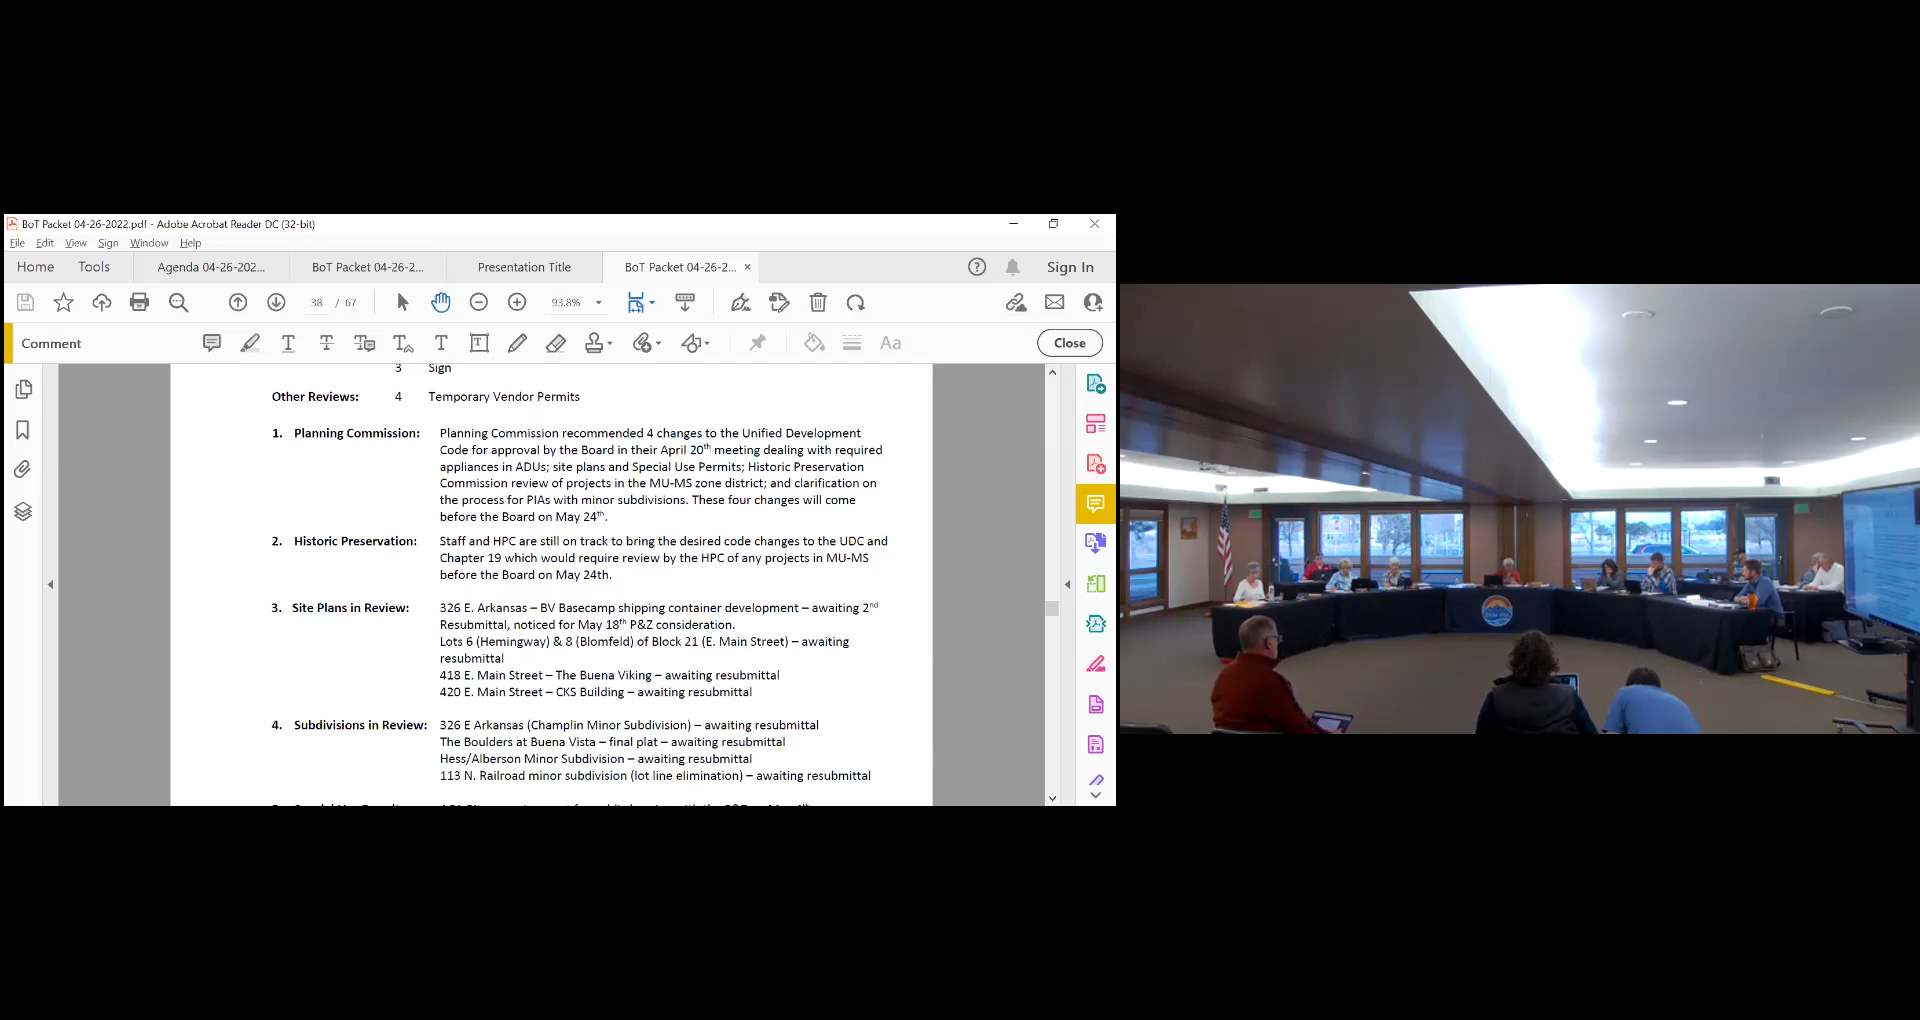 BoT Packet 04-26-2022.pdf - Adobe Acrobat Reader DC (32-bit)
File Edit View Sign Window Help
Home Tools Agenda 04-26-202... BoT Packet 04-26-2... Presentation Title BoT Packet 04-26-2... × Sign In
38 / 67 93.8%
Comment Aa Close
3 Sign
Other Reviews: 4 Temporary Vendor Permits
1. Planning Commission: Planning Commission recommended 4 changes to the Unified Development
Code for approval by the Board in their April 20th meeting dealing with required
appliances in ADUs; site plans and Special Use Permits; Historic Preservation
Commission review of projects in the MU-MS zone district; and clarification on
the process for PIAs with minor subdivisions. These four changes will come
before the Board on May 24th.
2. Historic Preservation: Staff and HPC are still on track to bring the desired code changes to the UDC and
Chapter 19 which would require review by the HPC of any projects in MU-MS
before the Board on May 24th.
3. Site Plans in Review: 326 E. Arkansas – BV Basecamp shipping container development – awaiting 2nd
Resubmittal, noticed for May 18th P&Z consideration.
Lots 6 (Hemingway) & 8 (Blomfeld) of Block 21 (E. Main Street) – awaiting
resubmittal
418 E. Main Street – The Buena Viking – awaiting resubmittal
420 E. Main Street – CKS Building – awaiting resubmittal
4. Subdivisions in Review: 326 E Arkansas (Champlin Minor Subdivision) – awaiting resubmittal
The Boulders at Buena Vista – final plat – awaiting resubmittal
Hess/Alberson Minor Subdivision – awaiting resubmittal
113 N. Railroad minor subdivision (lot line elimination) – awaiting resubmittal